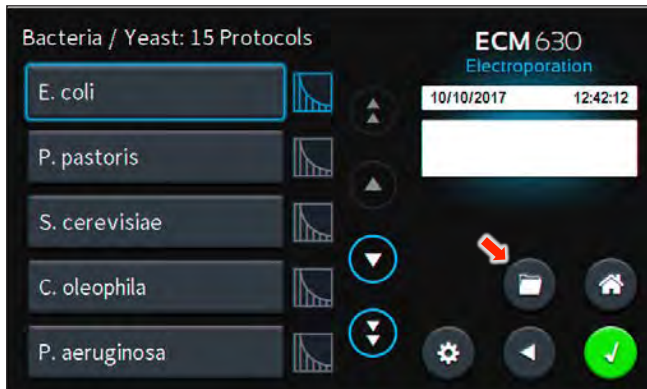 Bacteria / Yeast: 15 Protocols
E. coli
P. pastoris
S. cerevisiae
C. oleophila
P. aeruginosa
ECM 630
Electroporation
10/10/2017 12:42:12